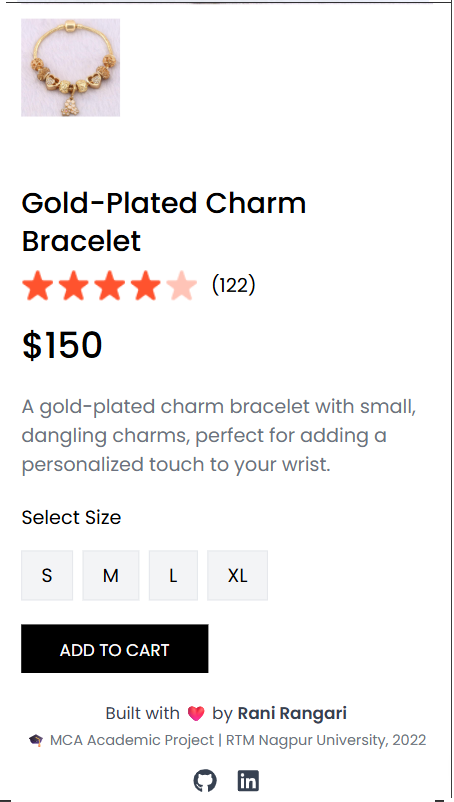 Gold-Plated Charm
Bracelet
(122)
$150
A gold-plated charm bracelet with small,
dangling charms, perfect for adding a
personalized touch to your wrist.
Select Size
S M L XL
ADD TO CART
Built with ❤️ by Rani Rangari
🎓 MCA Academic Project | RTM Nagpur University, 2022
in